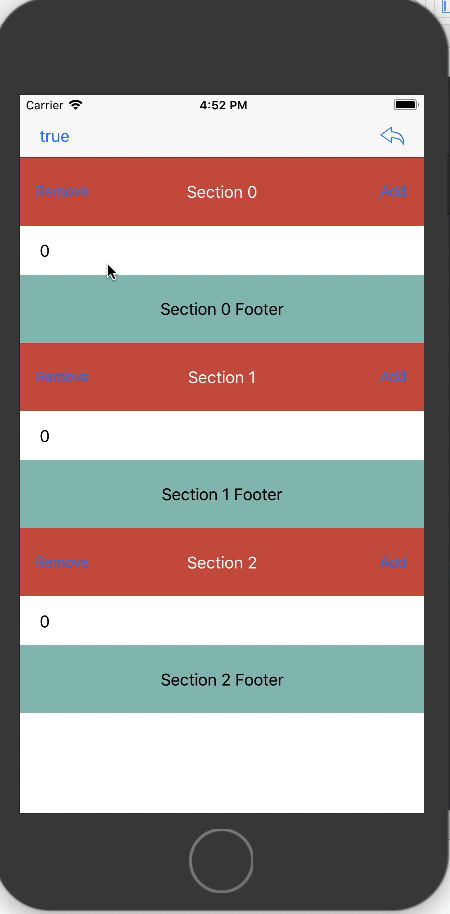 Carrier 4:52 PM
true
Remove Section 0 Add
0
Section 0 Footer
Remove Section 1 Add
0
Section 1 Footer
Remove Section 2 Add
0
Section 2 Footer